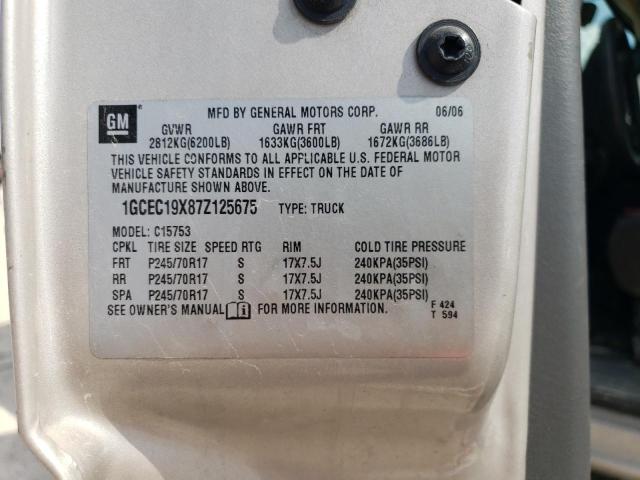 GM
MFD BY GENERAL MOTORS CORP. 06/06
GVWR GAWR FRT GAWR RR
2812KG(6200LB) 1633KG(3600LB) 1672KG(3686LB)
THIS VEHICLE CONFORMS TO ALL APPLICABLE U.S. FEDERAL MOTOR
VEHICLE SAFETY STANDARDS IN EFFECT ON THE DATE OF
MANUFACTURE SHOWN ABOVE.
1GCEC19X87Z125675 TYPE: TRUCK
MODEL: C15753
CPKL TIRE SIZE SPEED RTG RIM COLD TIRE PRESSURE
FRT P245/70R17 S 17X7.5J 240KPA(35PSI)
RR P245/70R17 S 17X7.5J 240KPA(35PSI)
SPA P245/70R17 S 17X7.5J 240KPA(35PSI)
SEE OWNER'S MANUAL FOR MORE INFORMATION.
F 424
T 594